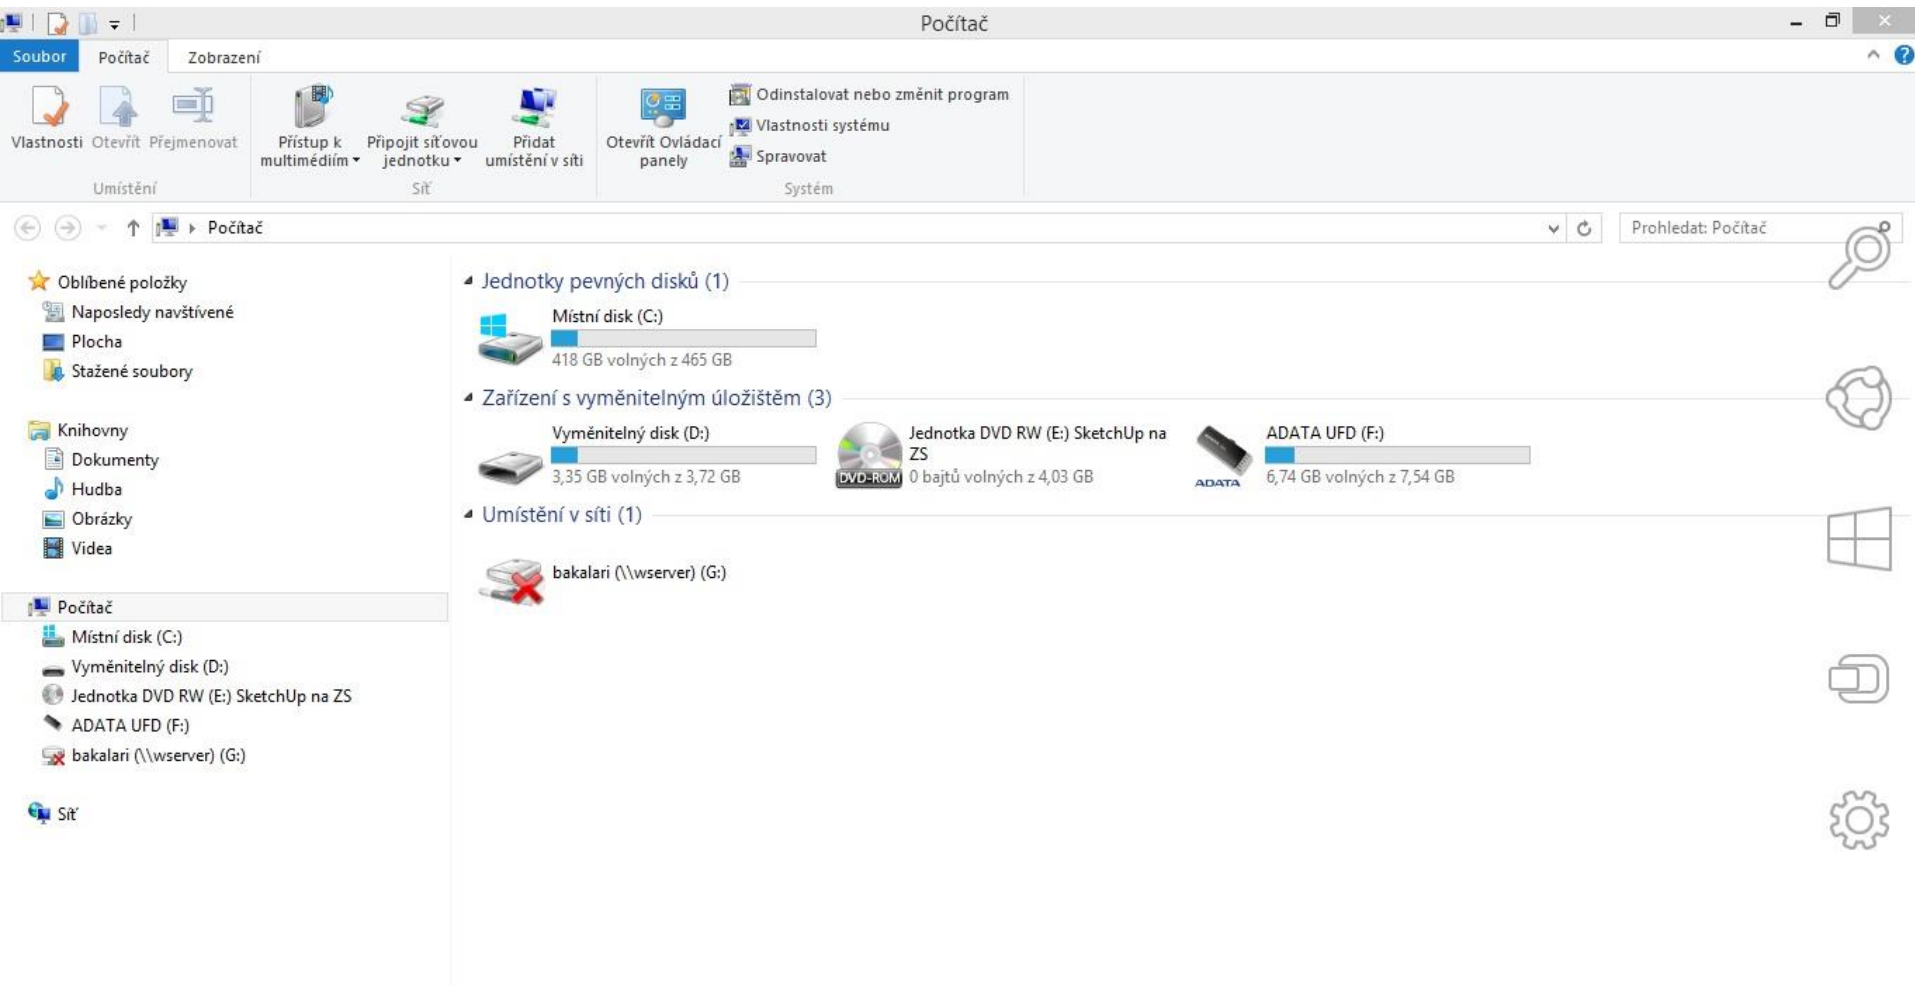 Počítač
Soubor
Počítač
Zobrazení
Vlastnosti
Otevřít
Přejmenovat
Umístění
Přístup k
multimédiím
Připojit síťovou
jednotku
Přidat
umístění v síti
Síť
Otevřít Ovládací
panely
Odinstalovat nebo změnit program
Vlastnosti systému
Spravovat
Systém
Počítač
Prohledat: Počítač
Oblíbené položky
Naposledy navštívené
Plocha
Stažené soubory
Knihovny
Dokumenty
Hudba
Obrázky
Videa
Počítač
Místní disk (C:)
Vyměnitelný disk (D:)
Jednotka DVD RW (E:) SketchUp na ZS
ADATA UFD (F:)
bakalari (\\wserver) (G:)
Síť
Jednotky pevných disků (1)
Místní disk (C:)
418 GB volných z 465 GB
Zařízení s vyměnitelným úložištěm (3)
Vyměnitelný disk (D:)
3,35 GB volných z 3,72 GB
DVD-ROM
Jednotka DVD RW (E:) SketchUp na
ZS
0 bajtů volných z 4,03 GB
ADATA
ADATA UFD (F:)
6,74 GB volných z 7,54 GB
Umístění v síti (1)
bakalari (\\wserver) (G:)